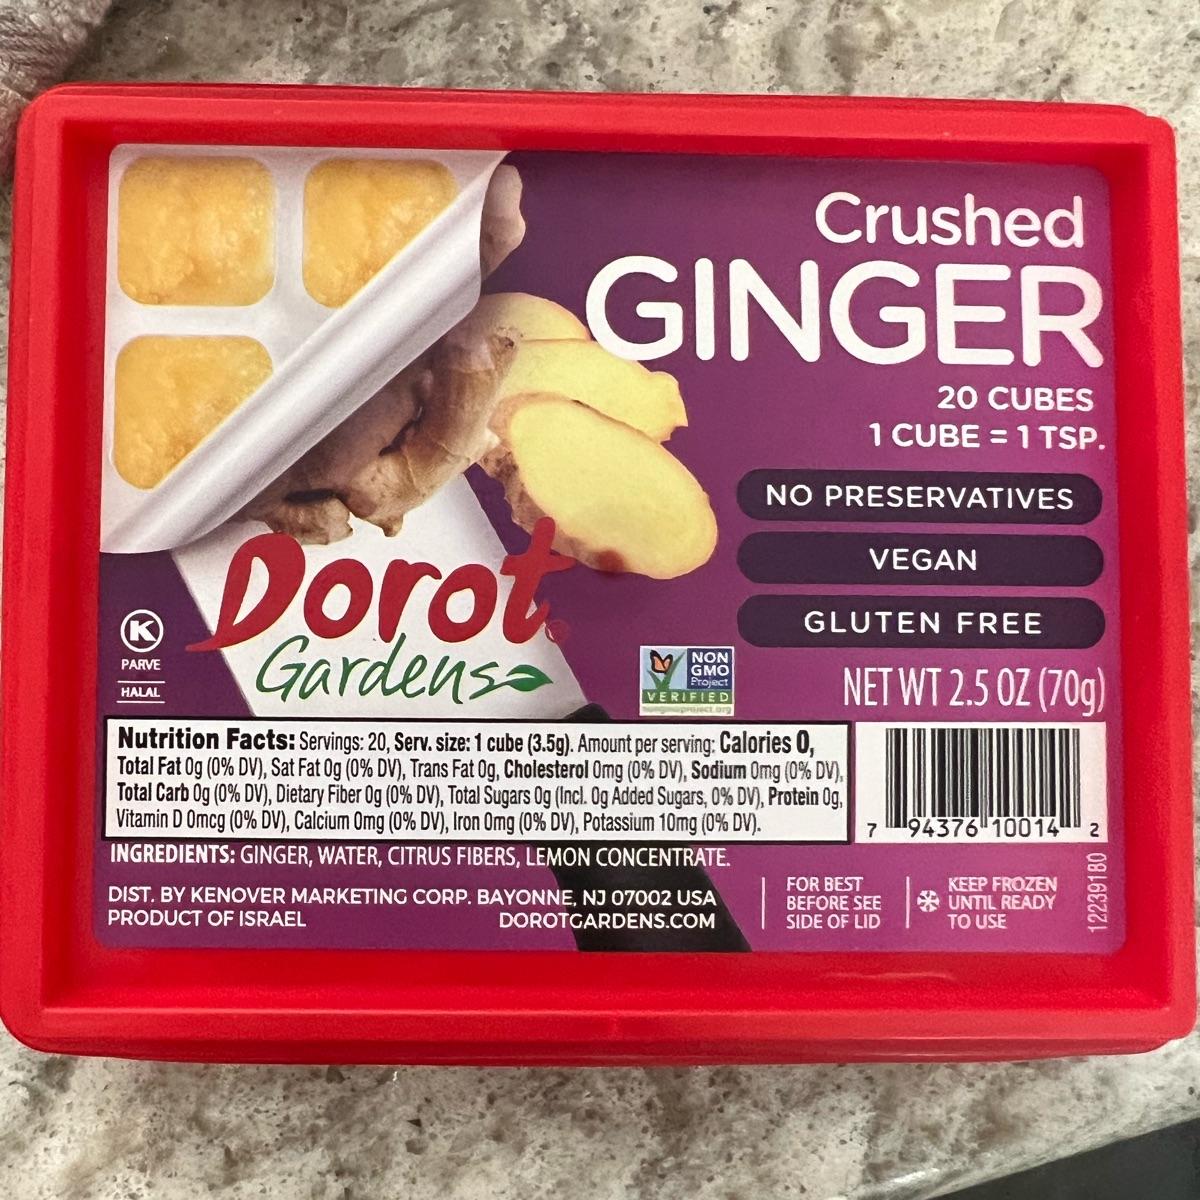 Crushed
GINGER
20 CUBES
1 CUBE = 1 TSP.
NO PRESERVATIVES
VEGAN
GLUTEN FREE
Dorot®
Gardens
K
PARVE
HALAL
NON
GMO
Project
VERIFIED
nongmoproject.org
NET WT 2.5 OZ (70g)
Nutrition Facts: Servings: 20, Serv. size: 1 cube (3.5g). Amount per serving: Calories 0,
Total Fat 0g (0% DV), Sat Fat 0g (0% DV), Trans Fat 0g, Cholesterol 0mg (0% DV), Sodium 0mg (0% DV),
Total Carb 0g (0% DV), Dietary Fiber 0g (0% DV), Total Sugars 0g (Incl. 0g Added Sugars, 0% DV), Protein 0g,
Vitamin D 0mcg (0% DV), Calcium 0mg (0% DV), Iron 0mg (0% DV), Potassium 10mg (0% DV).
7 94376 10014 2
INGREDIENTS: GINGER, WATER, CITRUS FIBERS, LEMON CONCENTRATE.
DIST. BY KENOVER MARKETING CORP. BAYONNE, NJ 07002 USA
PRODUCT OF ISRAEL DOROTGARDENS.COM
FOR BEST
BEFORE SEE
SIDE OF LID
KEEP FROZEN
UNTIL READY
TO USE
12239180